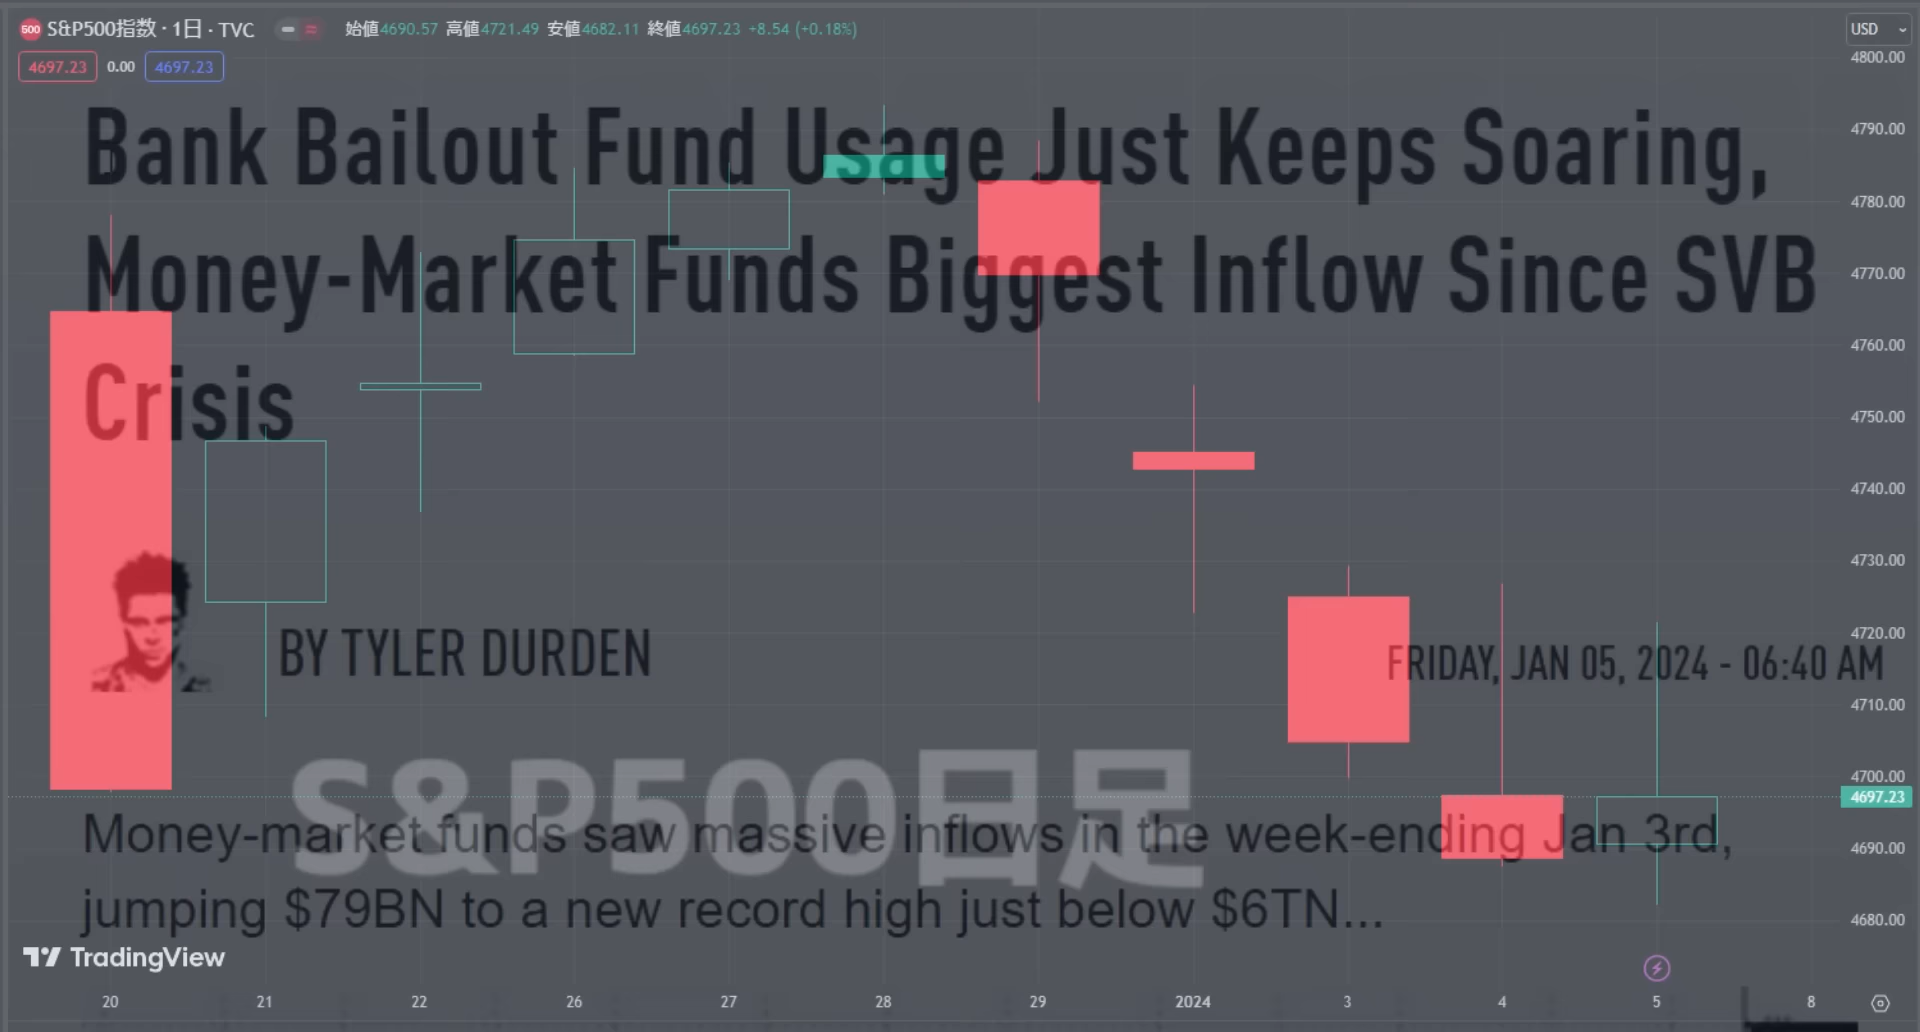 500 S&P500指数 · 1日 · TVC 始値4690.57 高値4721.49 安値4682.11 終値4697.23 +8.54 (+0.18%)
USD
4697.23 0.00 4697.23
4800.00
Bank Bailout Fund Usage Just Keeps Soaring,
4790.00
4780.00
Money-Market Funds Biggest Inflow Since SVB
4770.00
4760.00
Crisis
4750.00
4740.00
4730.00
4720.00
BY TYLER DURDEN
FRIDAY, JAN 05, 2024 - 06:40 AM
4710.00
4700.00
4697.23
S&P500日足
Money-market funds saw massive inflows in the week-ending Jan 3rd,
4690.00
jumping $79BN to a new record high just below $6TN...
4680.00
TradingView
20 21 22 26 27 28 29 2024 3 4 5 8